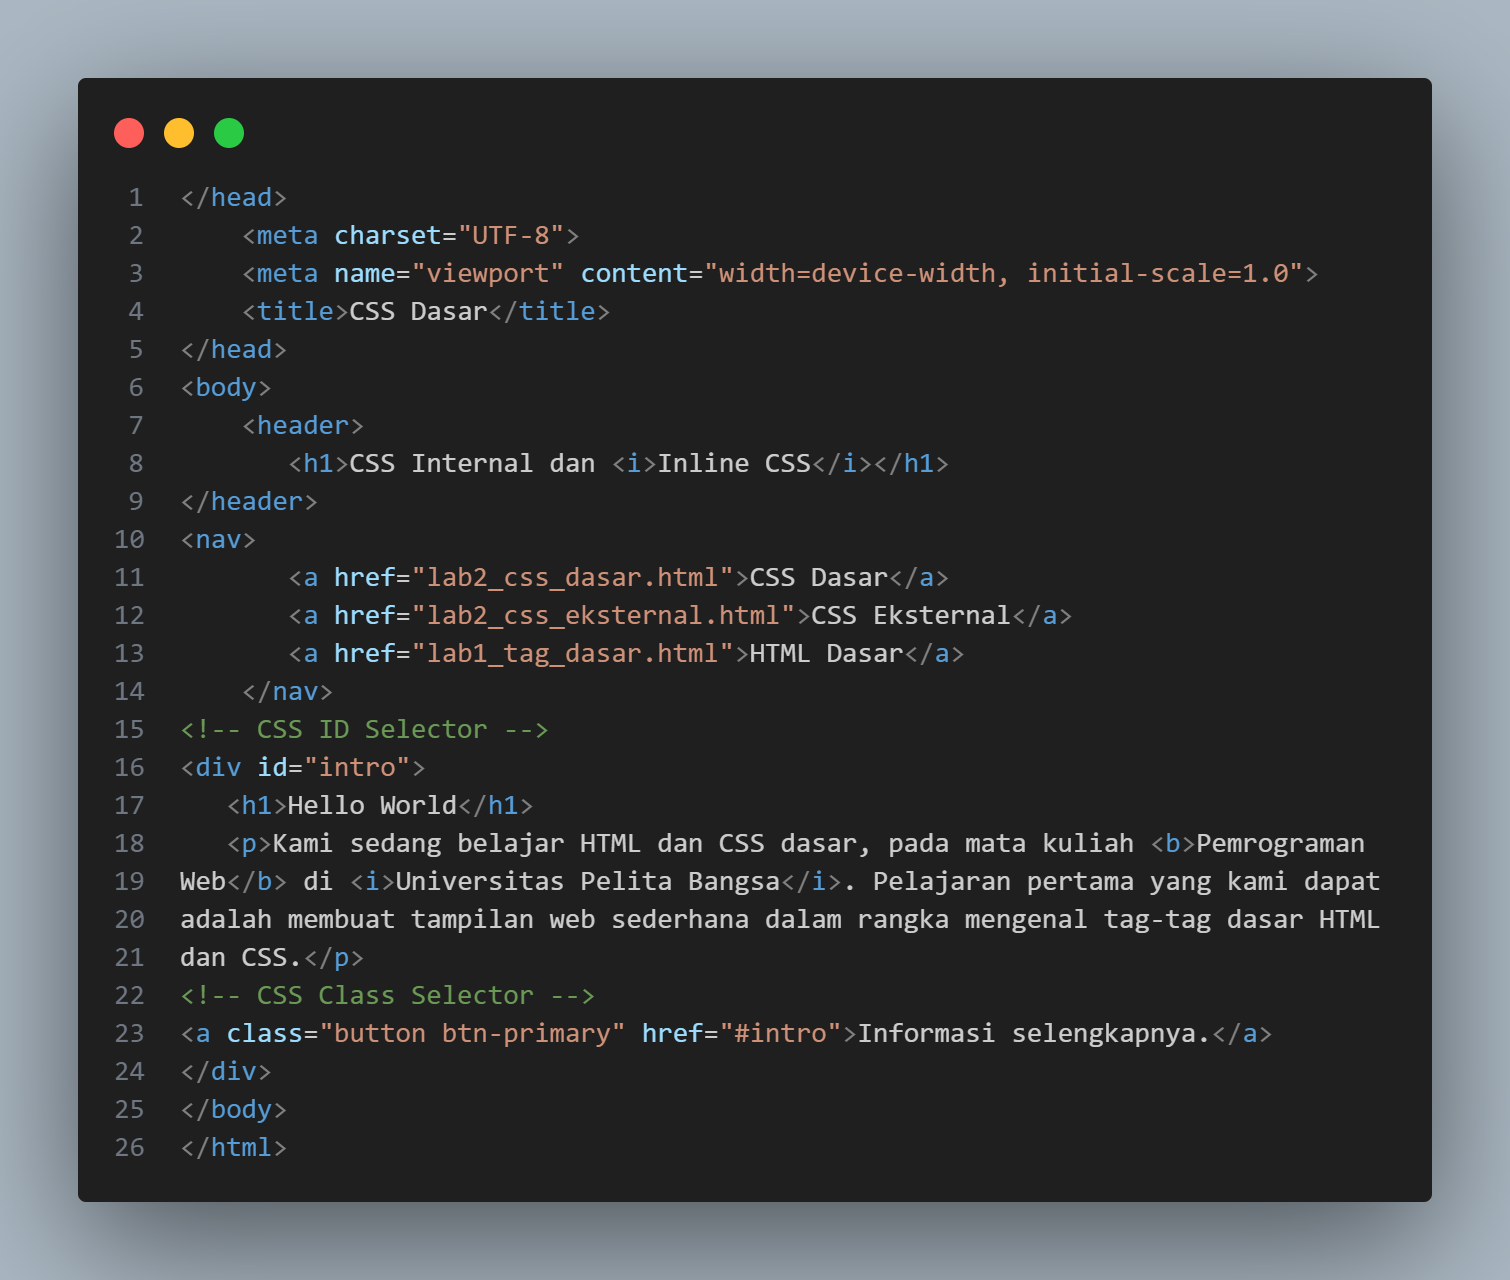 1 </head>
2     <meta charset="UTF-8">
3     <meta name="viewport" content="width=device-width, initial-scale=1.0">
4     <title>CSS Dasar</title>
5 </head>
6 <body>
7     <header>
8        <h1>CSS Internal dan <i>Inline CSS</i></h1>
9 </header>
10 <nav>
11        <a href="lab2_css_dasar.html">CSS Dasar</a>
12        <a href="lab2_css_eksternal.html">CSS Eksternal</a>
13        <a href="lab1_tag_dasar.html">HTML Dasar</a>
14     </nav>
15 <!-- CSS ID Selector -->
16 <div id="intro">
17    <h1>Hello World</h1>
18    <p>Kami sedang belajar HTML dan CSS dasar, pada mata kuliah <b>Pemrograman
19 Web</b> di <i>Universitas Pelita Bangsa</i>. Pelajaran pertama yang kami dapat
20 adalah membuat tampilan web sederhana dalam rangka mengenal tag-tag dasar HTML
21 dan CSS.</p>
22 <!-- CSS Class Selector -->
23 <a class="button btn-primary" href="#intro">Informasi selengkapnya.</a>
24 </div>
25 </body>
26 </html>